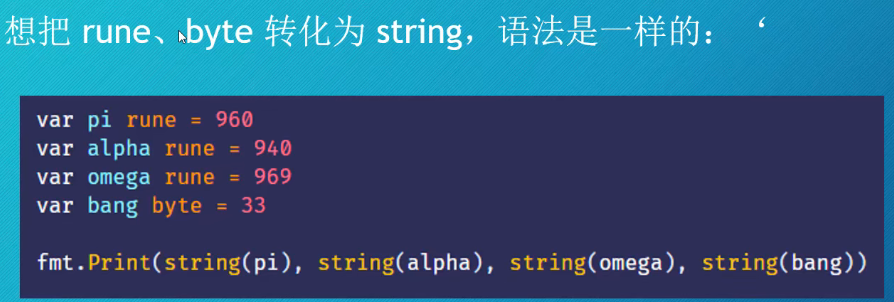 想把 rune、byte 转化为 string，语法是一样的： ‘
var pi rune = 960
var alpha rune = 940
var omega rune = 969
var bang byte = 33
fmt.Print(string(pi), string(alpha), string(omega), string(bang))